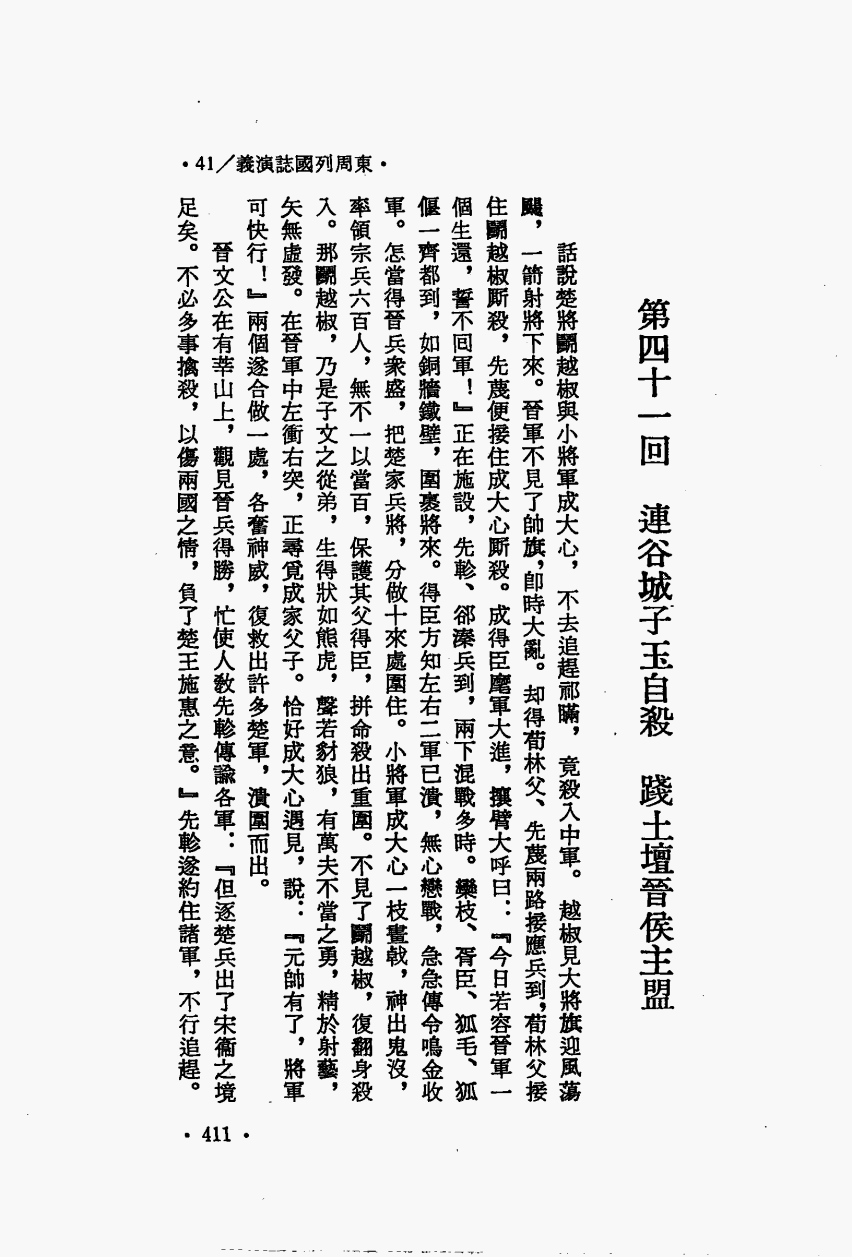 ·東周列國誌演義／41·
第四十一回　連谷城子玉自殺　踐土壇晉侯主盟
話說楚將鬭越椒與小將軍成大心，不去追趕祁瞞，竟殺入中軍。越椒見大將旗迎風蕩
颺，一箭射將下來。晉軍不見了帥旗，卽時大亂。却得荀林父、先蔑兩路接應兵到，荀林父接
住鬭越椒厮殺，先蔑便接住成大心厮殺。成得臣麾軍大進，攘臂大呼曰：『今日若容晉軍一
個生還，誓不回軍！』正在施設，先軫、郤溱兵到，兩下混戰多時。欒枝、胥臣、狐毛、狐
偃一齊都到，如銅牆鐵壁，圍裹將來。得臣方知左右二軍已潰，無心戀戰，急急傳令鳴金收
軍。怎當得晉兵衆盛，把楚家兵將，分做十來處圍住。小將軍成大心一枝畫戟，神出鬼沒，
率領宗兵六百人，無不一以當百，保護其父得臣，拼命殺出重圍。不見了鬭越椒，復翻身殺
入。那鬭越椒，乃是子文之從弟，生得狀如熊虎，聲若豺狼，有萬夫不當之勇，精於射藝，
矢無虛發。在晉軍中左衝右突，正尋覓成家父子。恰好成大心遇見，說：『元帥有了，將軍
可快行！』兩個遂合做一處，各奮神威，復救出許多楚軍，潰圍而出。
晉文公在有莘山上，觀見晉兵得勝，忙使人敎先軫傳諭各軍：『但逐楚兵出了宋衞之境
足矣。不必多事擒殺，以傷兩國之情，負了楚王施惠之意。』先軫遂約住諸軍，不行追趕。
·411·